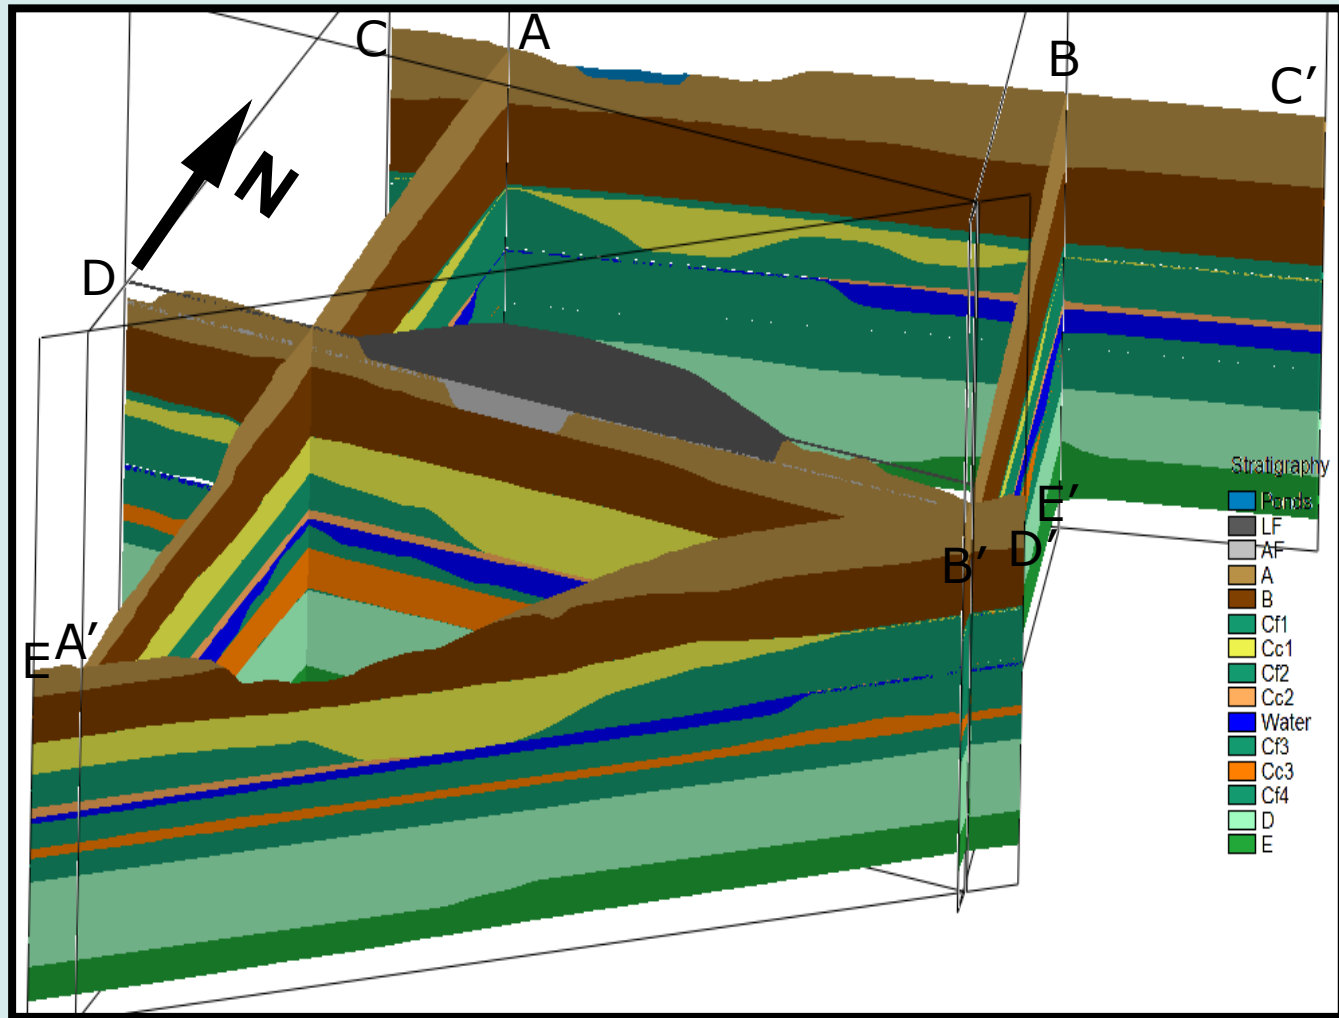 C
A
B
C′
N
D
E′
D′
B′
A′
E
Stratigraphy
Ponds
LF
AF
A
B
Cf1
Cc1
Cf2
Cc2
Water
Cf3
Cc3
Cf4
D
E